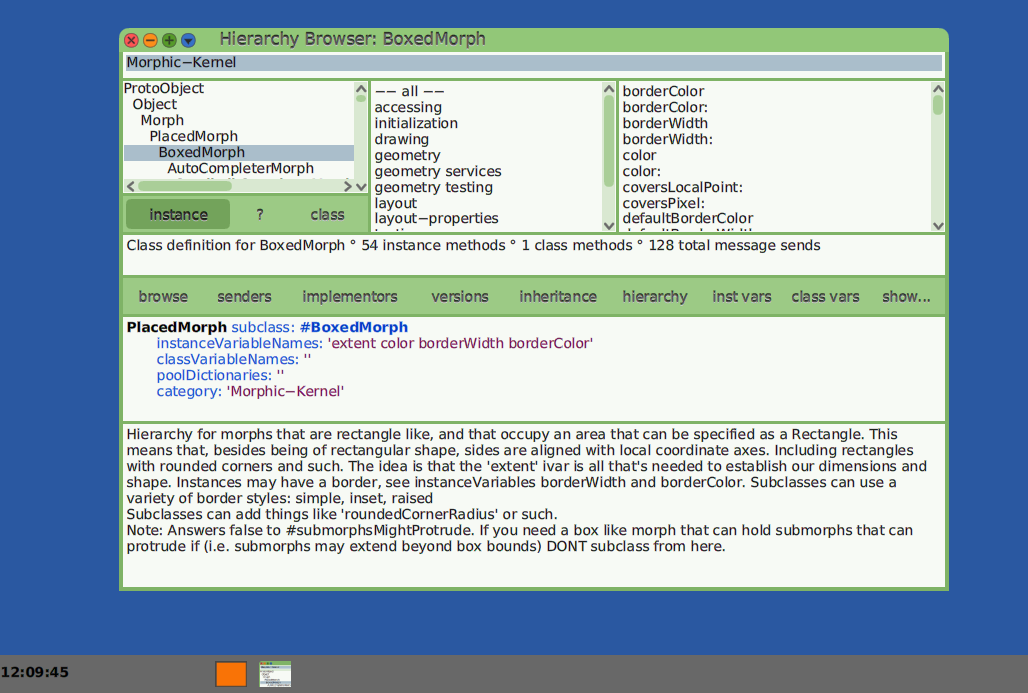 Hierarchy Browser: BoxedMorph
Morphic−Kernel
ProtoObject
Object
Morph
PlacedMorph
BoxedMorph
AutoCompleterMorph
instance ? class
−− all −−
accessing
initialization
drawing
geometry
geometry services
geometry testing
layout
layout−properties
borderColor
borderColor:
borderWidth
borderWidth:
color
color:
coversLocalPoint:
coversPixel:
defaultBorderColor
Class definition for BoxedMorph ° 54 instance methods ° 1 class methods ° 128 total message sends
browse senders implementors versions inheritance hierarchy inst vars class vars show...
PlacedMorph subclass: #BoxedMorph
instanceVariableNames: 'extent color borderWidth borderColor'
classVariableNames: ''
poolDictionaries: ''
category: 'Morphic−Kernel'
Hierarchy for morphs that are rectangle like, and that occupy an area that can be specified as a Rectangle. This
means that, besides being of rectangular shape, sides are aligned with local coordinate axes. Including rectangles
with rounded corners and such. The idea is that the 'extent' ivar is all that's needed to establish our dimensions and
shape. Instances may have a border, see instanceVariables borderWidth and borderColor. Subclasses can use a
variety of border styles: simple, inset, raised
Subclasses can add things like 'roundedCornerRadius' or such.
Note: Answers false to #submorphsMightProtrude. If you need a box like morph that can hold submorphs that can
protrude if (i.e. submorphs may extend beyond box bounds) DONT subclass from here.
12:09:45